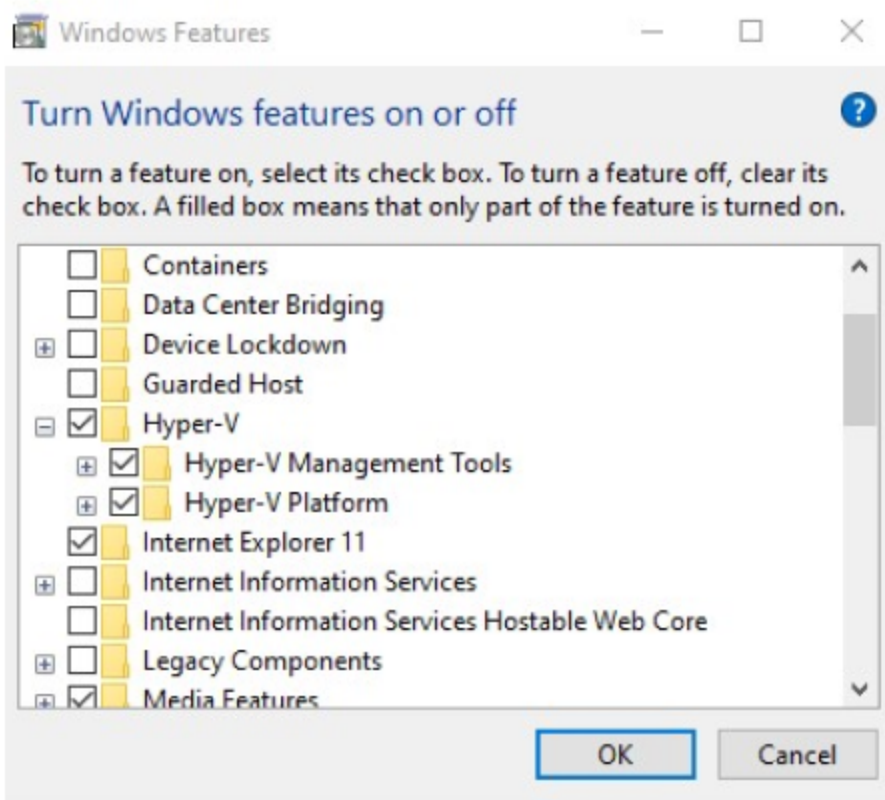 Windows Features
Turn Windows features on or off
To turn a feature on, select its check box. To turn a feature off, clear its
check box. A filled box means that only part of the feature is turned on.
Containers
Data Center Bridging
Device Lockdown
Guarded Host
Hyper-V
Hyper-V Management Tools
Hyper-V Platform
Internet Explorer 11
Internet Information Services
Internet Information Services Hostable Web Core
Legacy Components
Media Features
OK Cancel